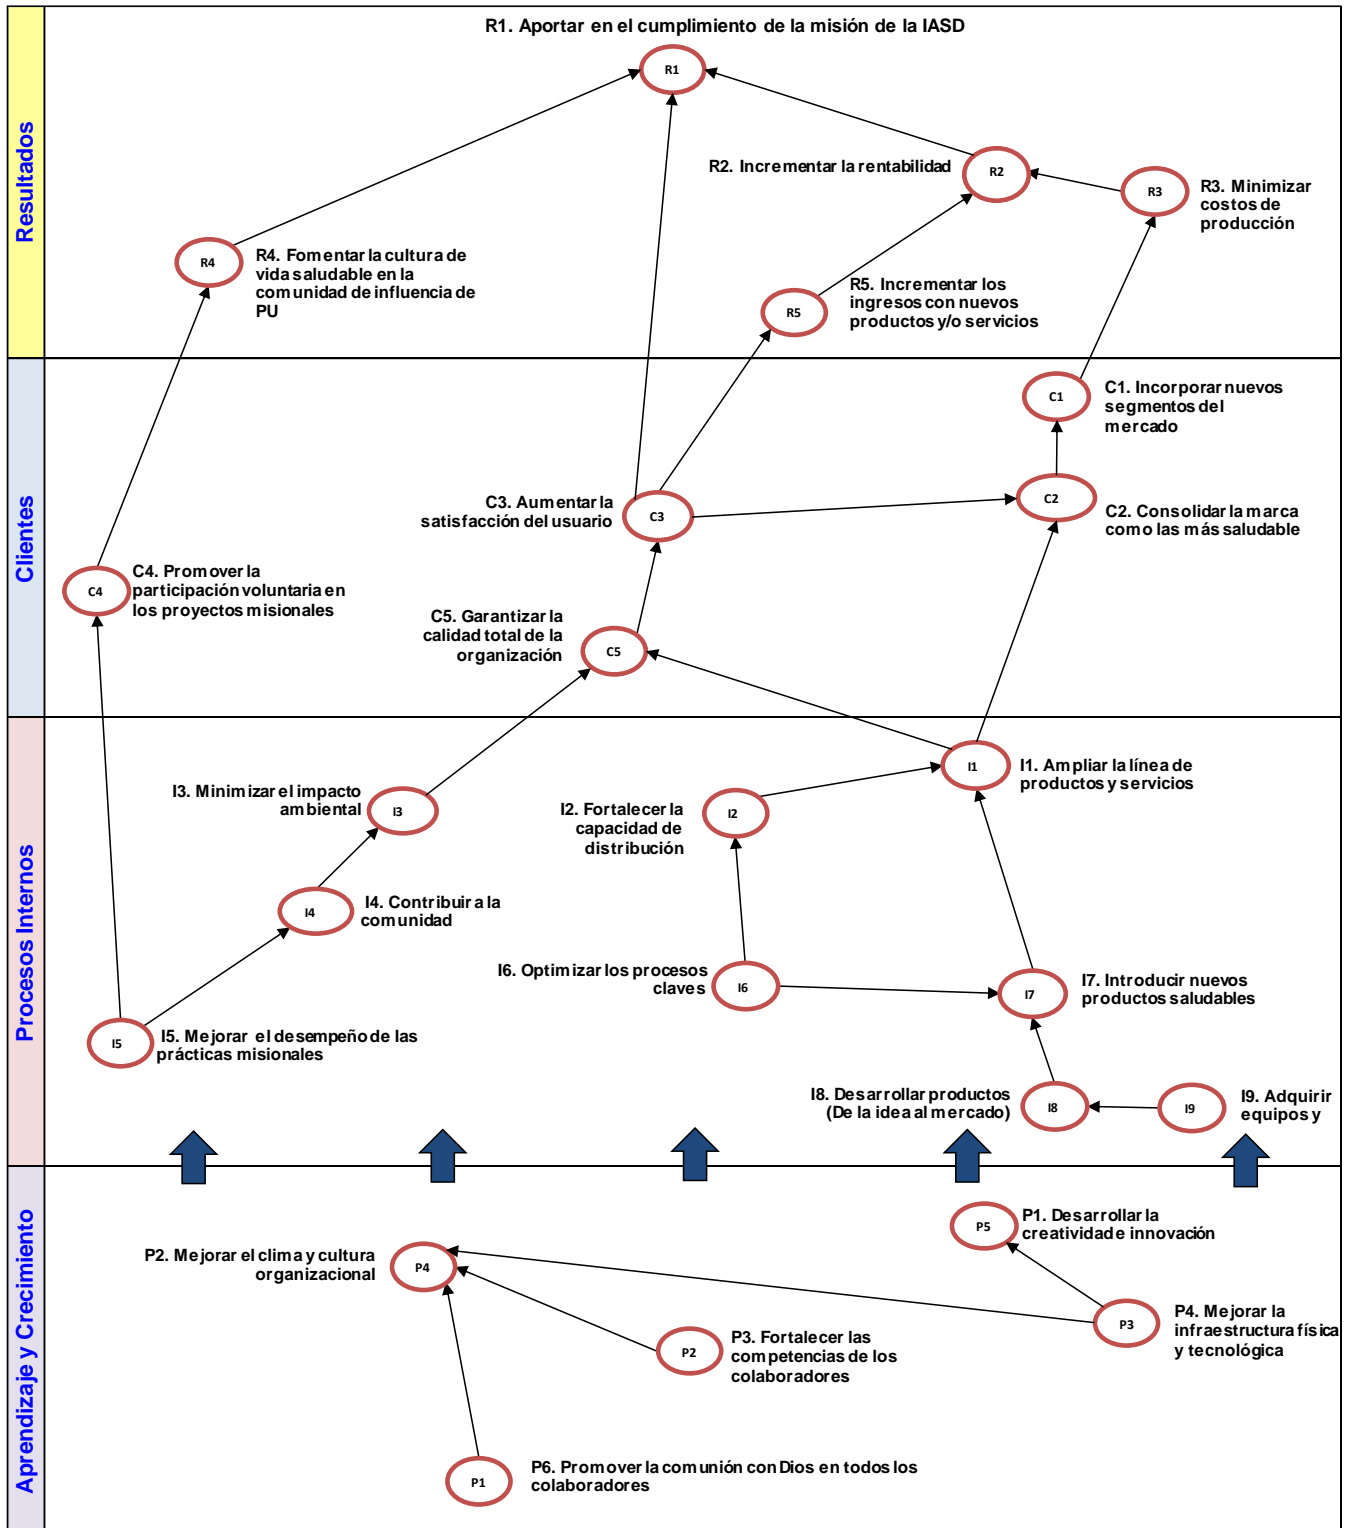 Resultados
R1. Aportar en el cumplimiento de la misión de la IASD
R1
R2. Incrementar la rentabilidad
R2
R3
R3. Minimizar
costos de
producción
R4
R4. Fomentar la cultura de
vida saludable en la
comunidad de influencia de
PU
R5
R5. Incrementar los
ingresos con nuevos
productos y/o servicios
Clientes
C1
C1. Incorporar nuevos
segmentos del
mercado
C3. Aumentar la
satisfacción del usuario
C3
C2
C2. Consolidar la marca
como las más saludable
C4
C4. Promover la
participación voluntaria en
los proyectos misionales
C5. Garantizar la
calidad total de la
organización
C5
Procesos Internos
I1
I1. Ampliar la línea de
productos y servicios
I3. Minimizar el impacto
ambiental
I3
I2. Fortalecer la
capacidad de
distribución
I2
I4
I4. Contribuir a la
comunidad
I6. Optimizar los procesos
claves
I6
I7
I7. Introducir nuevos
productos saludables
I5
I5. Mejorar el desempeño de las
prácticas misionales
I8. Desarrollar productos
(De la idea al mercado)
I8
I9
I9. Adquirir
equipos y
Aprendizaje y Crecimiento
P5
P1. Desarrollar la
creatividad e innovación
P2. Mejorar el clima y cultura
organizacional
P4
P3
P4. Mejorar la
infraestructura física
y tecnológica
P2
P3. Fortalecer las
competencias de los
colaboradores
P1
P6. Promover la comunión con Dios en todos los
colaboradores